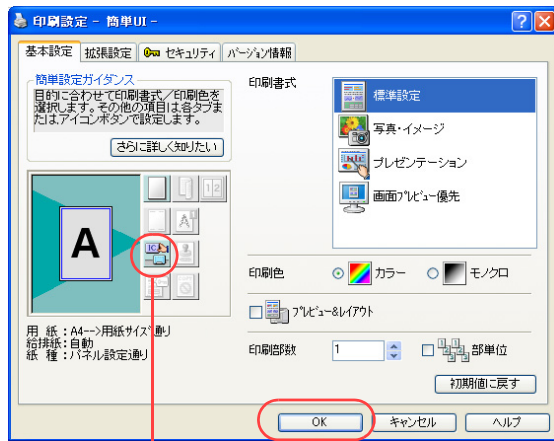 印刷設定 - 簡単UI -
基本設定 拡張設定 セキュリティ バージョン情報
簡単設定ガイダンス
目的に合わせて印刷書式/印刷色を
選択します。その他の項目は各タブま
たはアイコンボタンで設定します。
さらに詳しく知りたい
A
1 2
A
IC
用 紙 : A4-->用紙サイズ通り
給排紙 : 自動
紙 種 : パネル設定通り
印刷書式
標準設定
写真・イメージ
プレゼンテーション
画面プレビュー優先
印刷色 カラー モノクロ
プレビュー&レイアウト
印刷部数 1 部単位
初期値に戻す
OK キャンセル ヘルプ